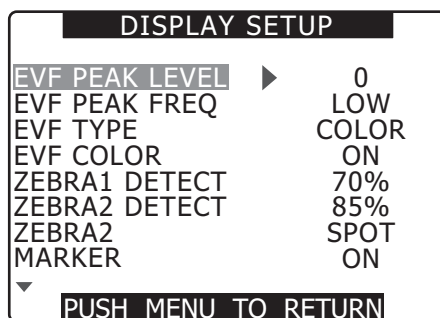 DISPLAY SETUP
EVF PEAK LEVEL 0
EVF PEAK FREQ LOW
EVF TYPE COLOR
EVF COLOR ON
ZEBRA1 DETECT 70%
ZEBRA2 DETECT 85%
ZEBRA2 SPOT
MARKER ON
PUSH MENU TO RETURN